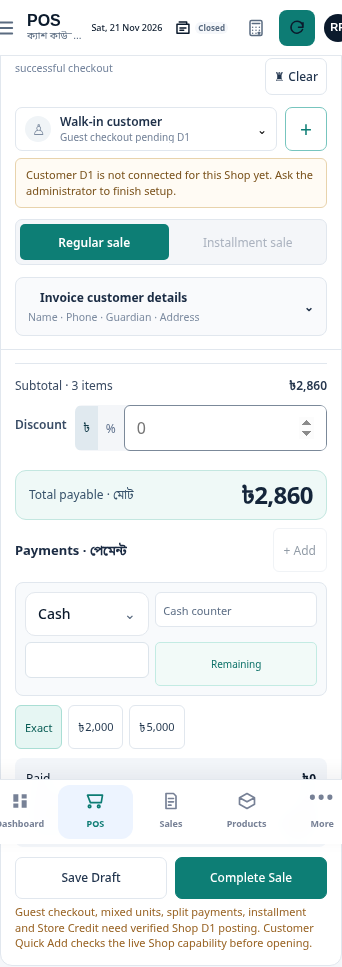 POS
Sat, 21 Nov 2026
Closed
successful checkout
Clear
Walk-in customer
Guest checkout pending D1
+
Customer D1 is not connected for this Shop yet. Ask the
administrator to finish setup.
Regular sale
Installment sale
Invoice customer details
Name · Phone · Guardian · Address
Subtotal · 3 items
৳2,860
Discount
৳
%
0
Total payable · মোট
৳2,860
Payments · পেমেন্ট
+ Add
Cash
Cash counter
Remaining
Exact
৳2,000
৳5,000
Paid
৳0
Dashboard
POS
Sales
Products
More
Save Draft
Complete Sale
Guest checkout, mixed units, split payments, installment
and Store Credit need verified Shop D1 posting. Customer
Quick Add checks the live Shop capability before opening.